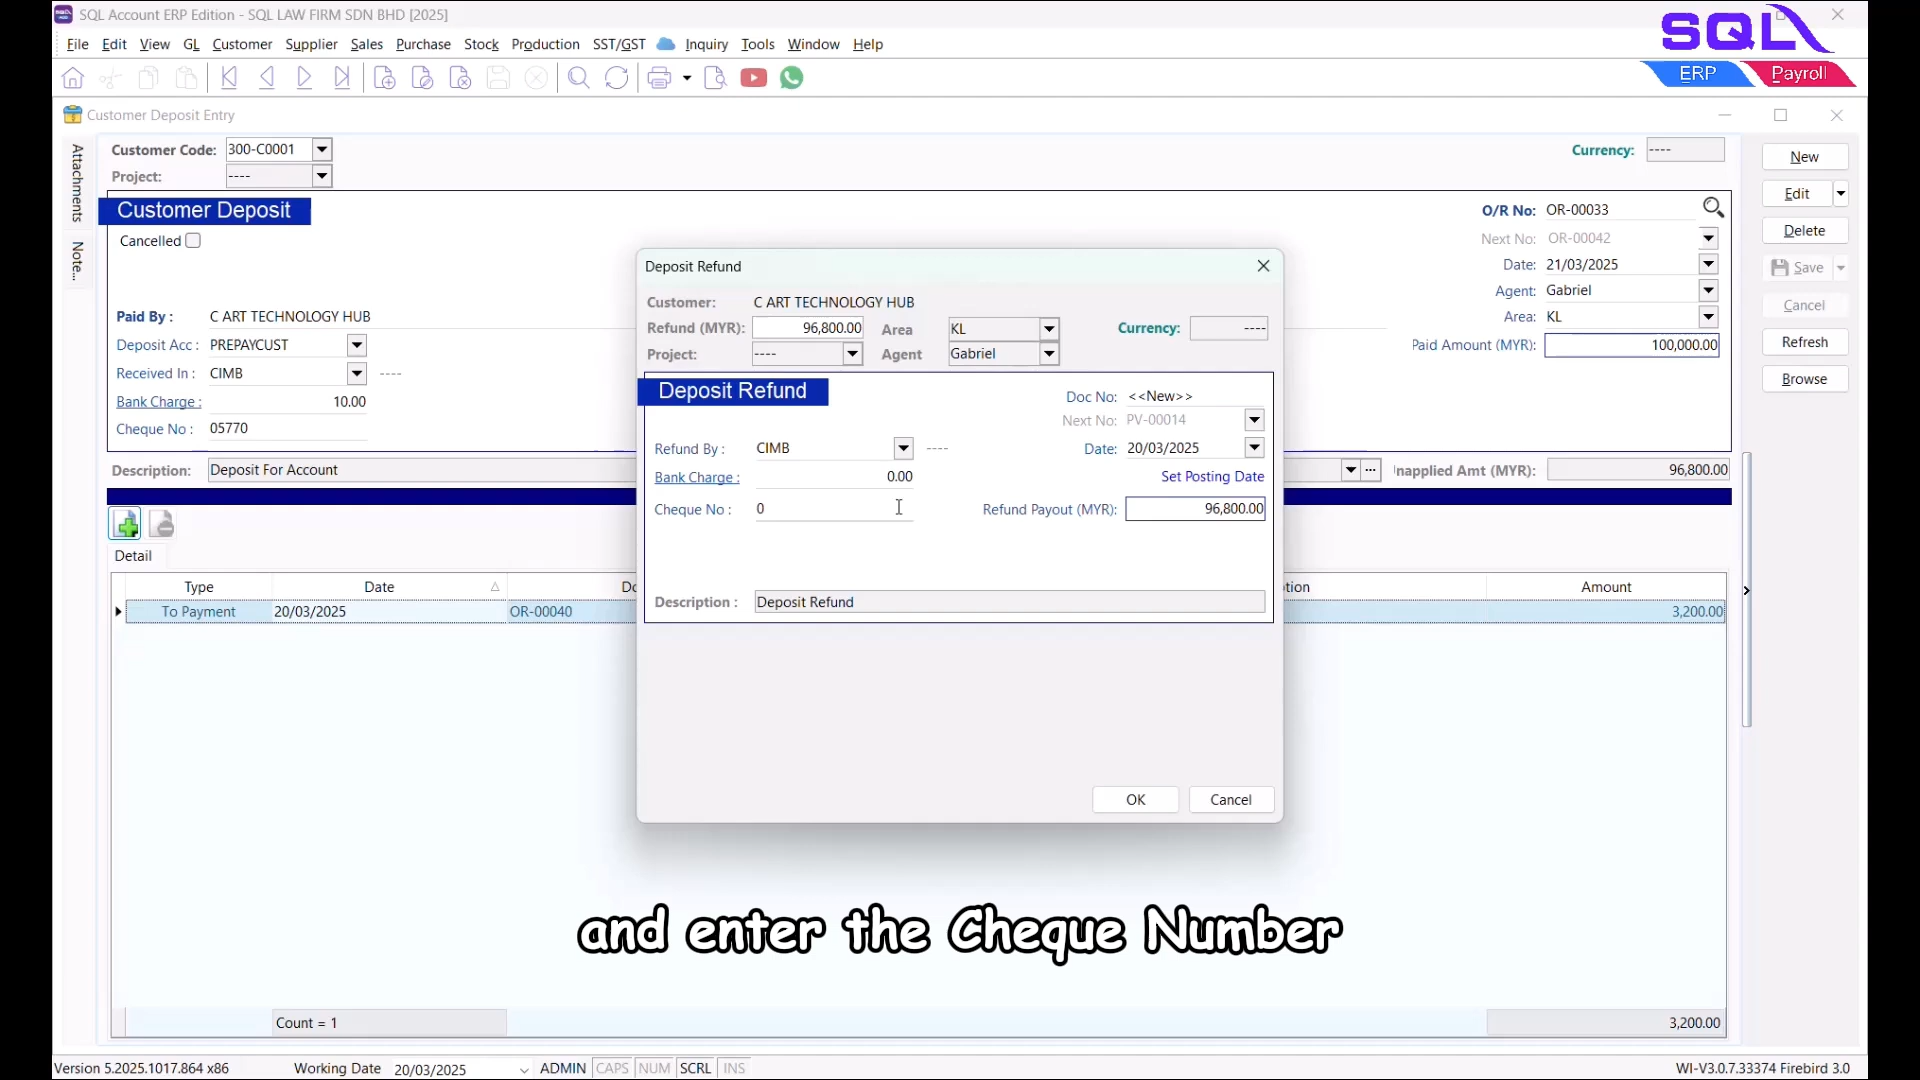 SQL Account ERP Edition - SQL LAW FIRM SDN BHD [2025]
SQL
ERP Payroll
File Edit View GL Customer Supplier Sales Purchase Stock Production SST/GST Inquiry Tools Window Help
Customer Deposit Entry
Attachments
Note...
Customer Code: 300-C0001
Currency: ----
Project: ----
Customer Deposit
Cancelled
O/R No: OR-00033
Next No: OR-00042
Date: 21/03/2025
Agent: Gabriel
Area: KL
Paid Amount (MYR): 100,000.00
Paid By : C ART TECHNOLOGY HUB
Deposit Acc : PREPAYCUST
Received In : CIMB ----
Bank Charge : 10.00
Cheque No : 05770
Description: Deposit For Account
napplied Amt (MYR): 96,800.00
New
Edit
Delete
Save
Cancel
Refresh
Browse
Detail
Type Date Do tion Amount
To Payment 20/03/2025 OR-00040 3,200.00
Count = 1 3,200.00
Deposit Refund
Customer: C ART TECHNOLOGY HUB
Refund (MYR): 96,800.00 Area KL Currency: ----
Project: ---- Agent Gabriel
Deposit Refund
Doc No: <<New>>
Next No: PV-00014
Refund By : CIMB ---- Date: 20/03/2025
Bank Charge : 0.00 Set Posting Date
Cheque No : 0 Refund Payout (MYR): 96,800.00
Description : Deposit Refund
OK Cancel
and enter the Cheque Number
Version 5.2025.1017.864 x86 Working Date 20/03/2025 ADMIN CAPS NUM SCRL INS WI-V3.0.7.33374 Firebird 3.0